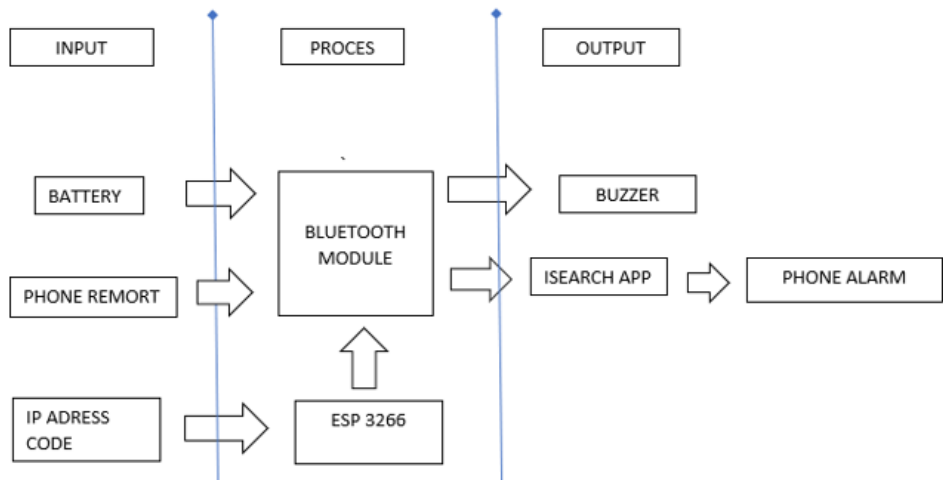 INPUT
PROCES
OUTPUT
BATTERY
BLUETOOTH
MODULE
BUZZER
PHONE REMORT
ISEARCH APP
PHONE ALARM
IP ADRESS
CODE
ESP 3266